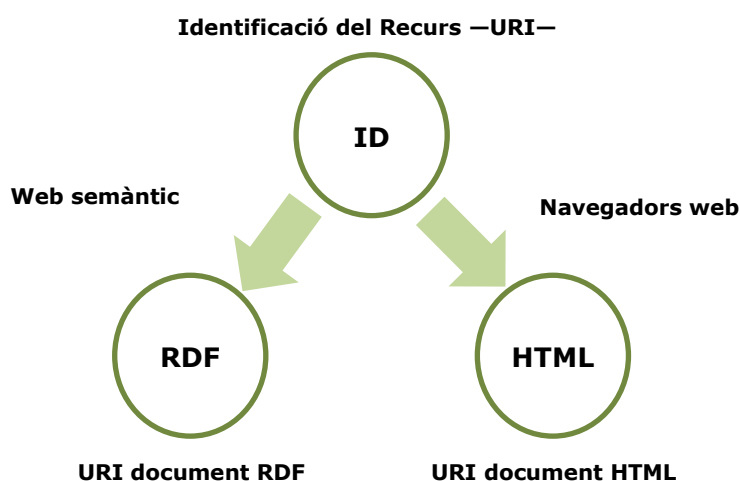 Identificació del Recurs —URI—
ID
Web semàntic
Navegadors web
RDF
HTML
URI document RDF
URI document HTML